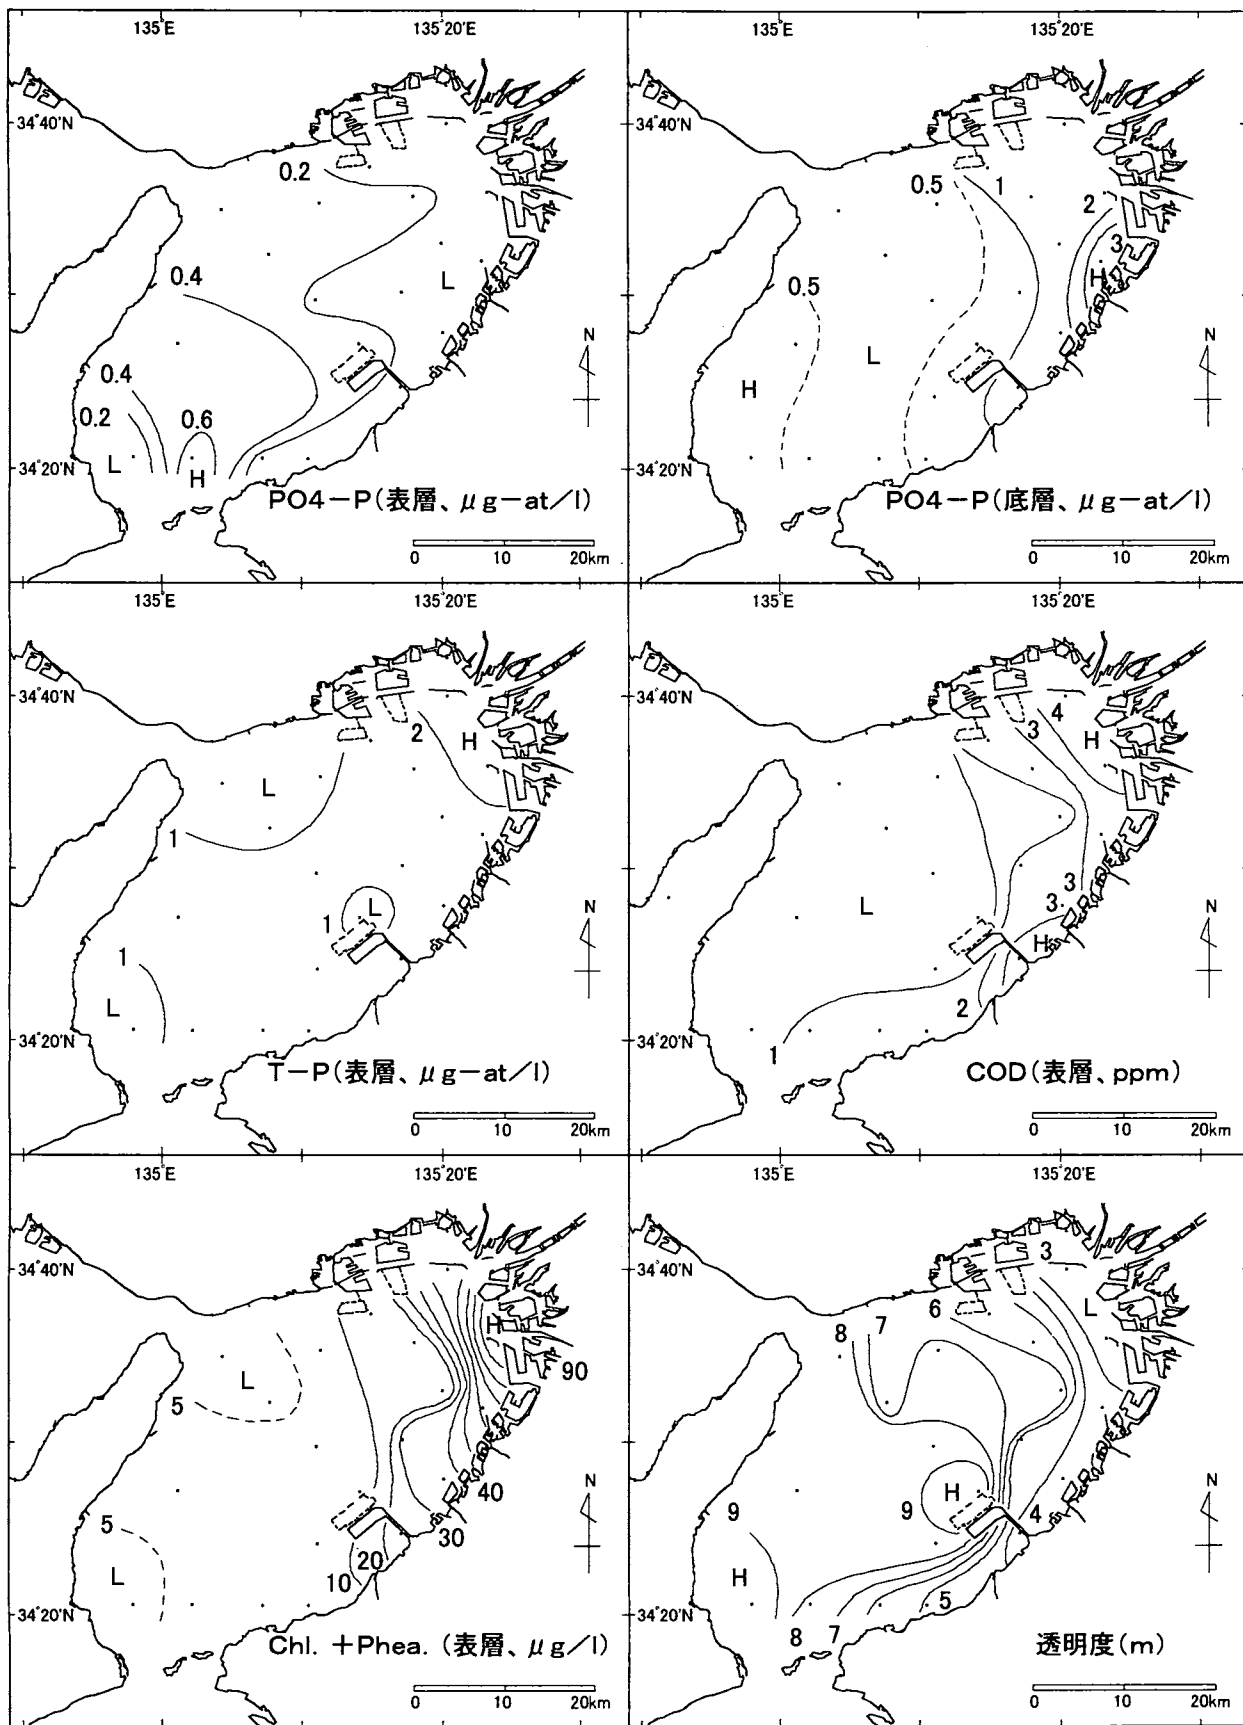 135°E 135°20'E
34°40'N
0.2
0.4
L
0.4
0.2
0.6
L
H
N
34°20'N
PO4-P(表層、μg-at/l)
0 10 20km
135°E 135°20'E
34°40'N
0.5
1
2
3
H
0.5
L
H
N
34°20'N
PO4-P(底層、μg-at/l)
0 10 20km
135°E 135°20'E
34°40'N
2
H
L
1
1
L
1
L
N
34°20'N
T-P(表層、μg-at/l)
0 10 20km
135°E 135°20'E
34°40'N
4
3
H
3
3
L
H
2
1
N
34°20'N
COD(表層、ppm)
0 10 20km
135°E 135°20'E
34°40'N
H
90
L
5
40
5
30
20
10
L
N
34°20'N
Chl. +Phea. (表層、μg/l)
0 10 20km
135°E 135°20'E
34°40'N
3
6
L
8
7
H
9
9
4
H
5
8
7
N
34°20'N
透明度(m)
0 10 20km